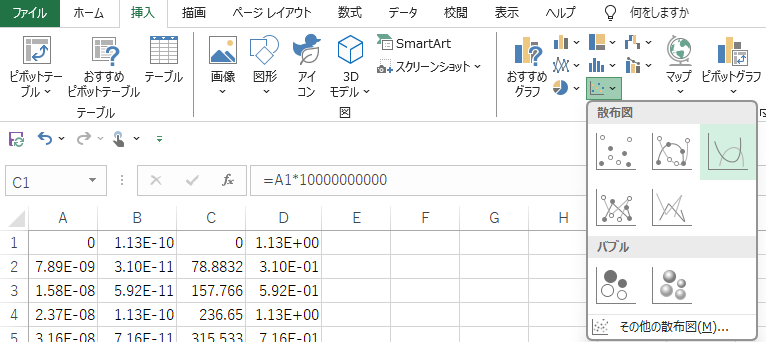 ファイル ホーム 挿入 描画 ページ レイアウト 数式 データ 校閲 表示 ヘルプ 何をしますか
ピボットテー
ブル
おすすめ
ピボットテーブル
テーブル
テーブル
画像
図形
アイ
コン
3D
モデル
SmartArt
スクリーンショット
図
おすすめ
グラフ
マップ
ピボットグラフ
散布図
バブル
その他の散布図(M)...
C1 fx =A1*10000000000
A B C D E F G H
1 0 1.13E-10 0 1.13E+00
2 7.89E-09 3.10E-11 78.8832 3.10E-01
3 1.58E-08 5.92E-11 157.766 5.92E-01
4 2.37E-08 1.13E-10 236.65 1.13E+00
5 3.16E-08 7.16E-11 315.533 7.16E-01